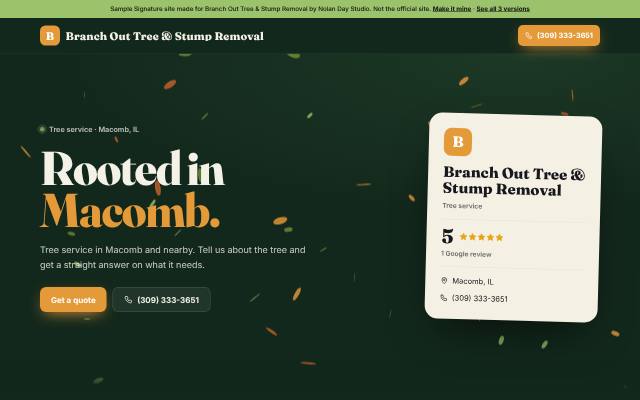 Sample Signature site made for Branch Out Tree & Stump Removal by Nolan Day Studio. Not the official site. Make it mine · See all 3 versions
B Branch Out Tree & Stump Removal
(309) 333-3651
Tree service · Macomb, IL
Rooted in
Macomb.
Tree service in Macomb and nearby. Tell us about the tree and
get a straight answer on what it needs.
Get a quote
(309) 333-3651
B
Branch Out Tree &
Stump Removal
Tree service
5
1 Google review
Macomb, IL
(309) 333-3651